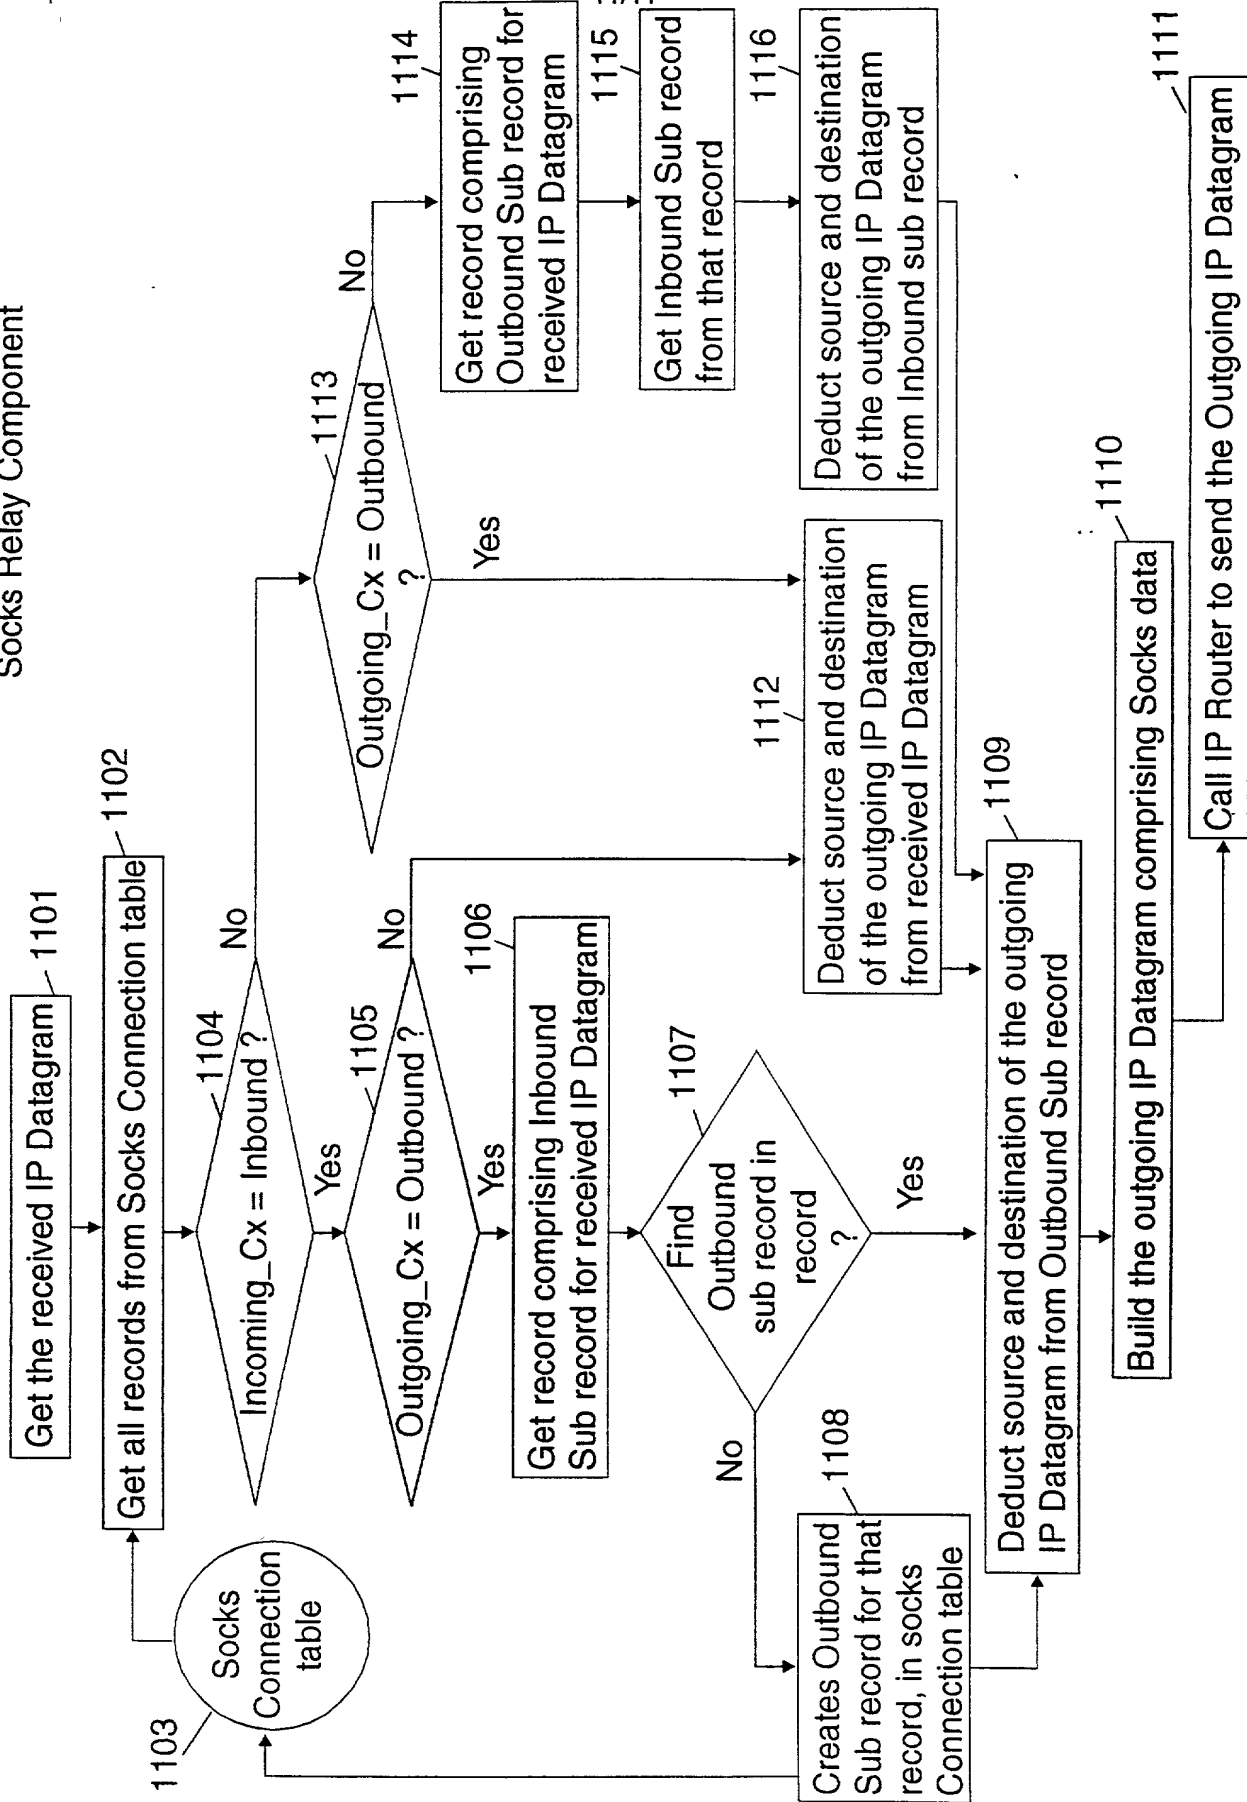 Socks Relay Component
Get the received IP Datagram
1101
Get all records from Socks Connection table
1102
Socks
Connection
table
1103
Incoming_Cx = Inbound ?
1104
No
Yes
Outgoing_Cx = Outbound ?
1105
No
Yes
Outgoing_Cx = Outbound
?
1113
No
Yes
Get record comprising
Outbound Sub record for
received IP Datagram
1114
Get Inbound Sub record
from that record
1115
Deduct source and destination
of the outgoing IP Datagram
from Inbound sub record
1116
Get record comprising Inbound
Sub record for received IP Datagram
1106
Find
Outbound
sub record in
record
?
1107
No
Yes
Creates Outbound
Sub record for that
record, in socks
Connection table
1108
Deduct source and destination
of the outgoing IP Datagram
from received IP Datagram
1112
Deduct source and destination of the outgoing
IP Datagram from Outbound Sub record
1109
Build the outgoing IP Datagram comprising Socks data
1110
Call IP Router to send the Outgoing IP Datagram
1111